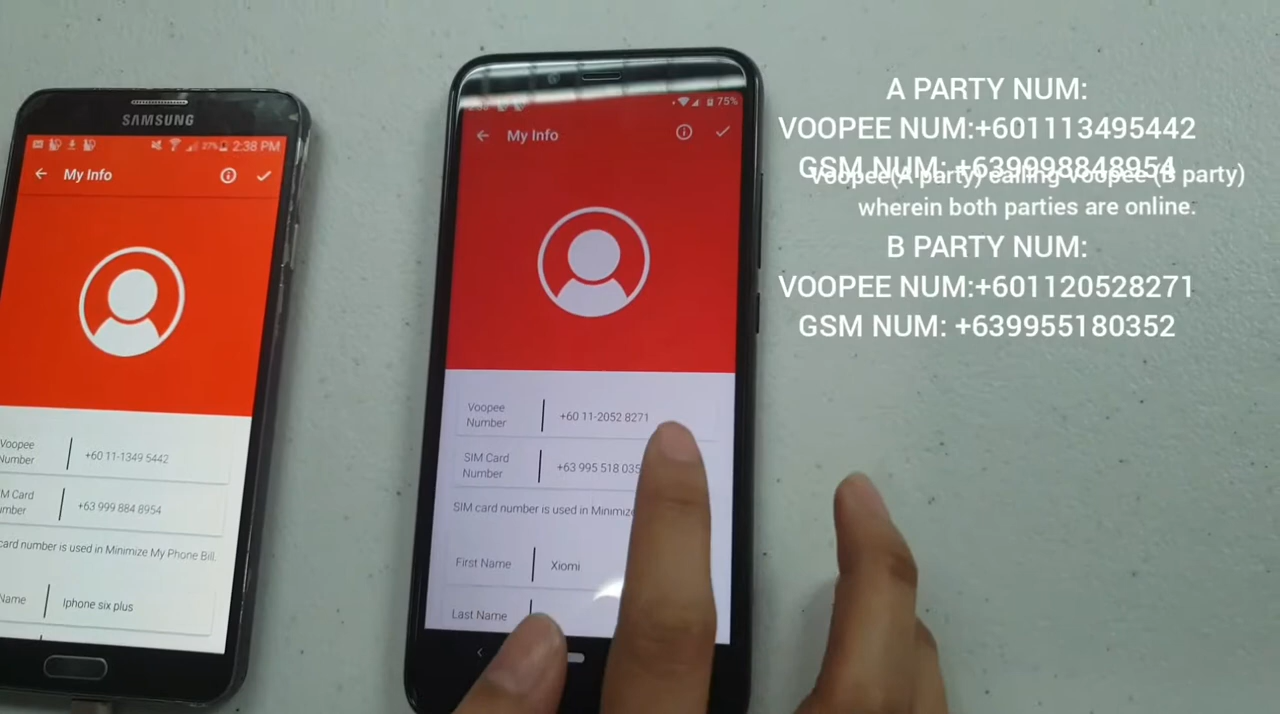 SAMSUNG
27% 2:38 PM
My Info
Voopee
Number
+60 11-1349 5442
+63 999 884 8954
card number is used in Minimize My Phone Bill.
Name
Iphone six plus
75%
My Info
Voopee
Number
+60 11-2052 8271
SIM Card
Number
+63 995 518 035
SIM card number is used in Minimize
First Name
Xiomi
Last Name
A PARTY NUM:
VOOPEE NUM:+601113495442
GSM NUM: +639998848954
Voopee(A party) calling Voopee (B party)
wherein both parties are online.
B PARTY NUM:
VOOPEE NUM:+601120528271
GSM NUM: +639955180352